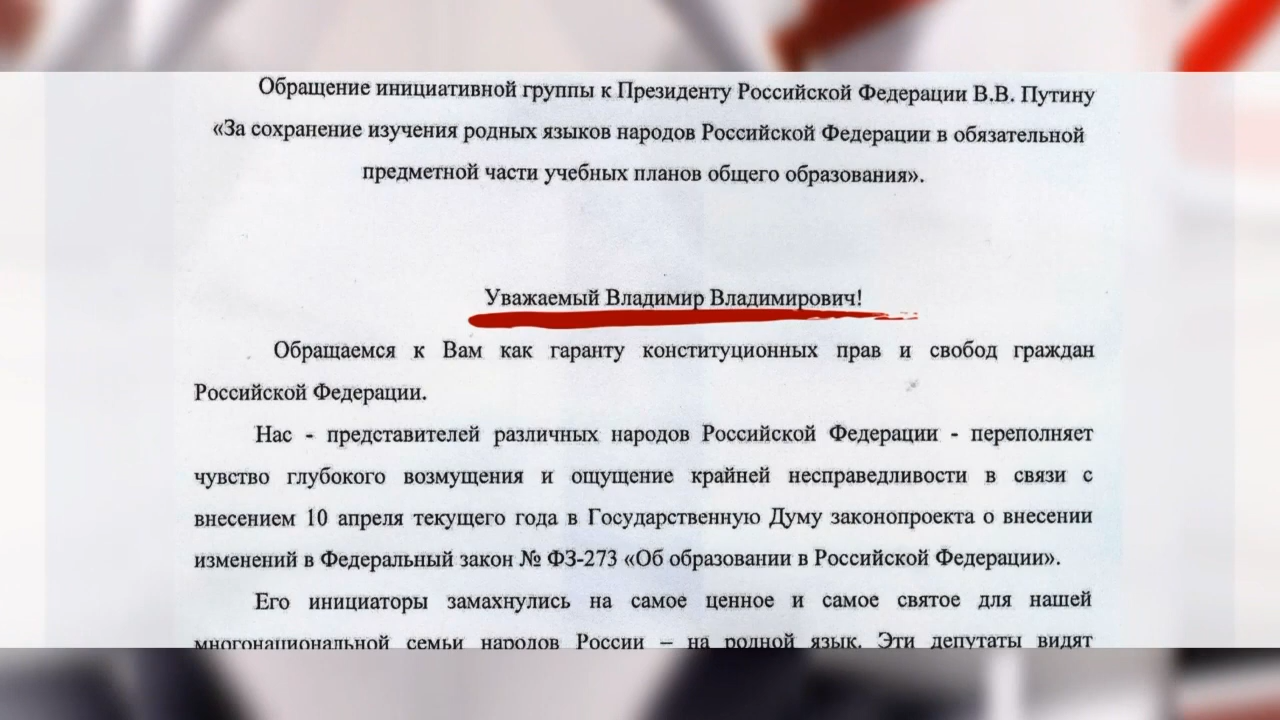 Обращение инициативной группы к Президенту Российской Федерации В.В. Путину
«За сохранение изучения родных языков народов Российской Федерации в обязательной
предметной части учебных планов общего образования».
Уважаемый Владимир Владимирович!
Обращаемся к Вам как гаранту конституционных прав и свобод граждан
Российской Федерации.
Нас - представителей различных народов Российской Федерации - переполняет
чувство глубокого возмущения и ощущение крайней несправедливости в связи с
внесением 10 апреля текущего года в Государственную Думу законопроекта о внесении
изменений в Федеральный закон № ФЗ-273 «Об образовании в Российской Федерации».
Его инициаторы замахнулись на самое ценное и самое святое для нашей
многонациональной семьи народов России – на родной язык. Эти депутаты видят